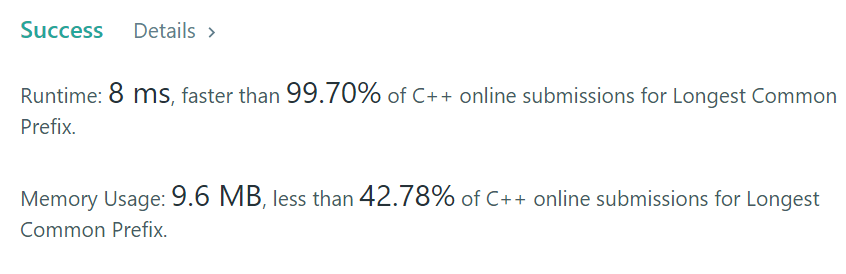 Success Details >
Runtime: 8 ms, faster than 99.70% of C++ online submissions for Longest Common
Prefix.
Memory Usage: 9.6 MB, less than 42.78% of C++ online submissions for Longest
Common Prefix.